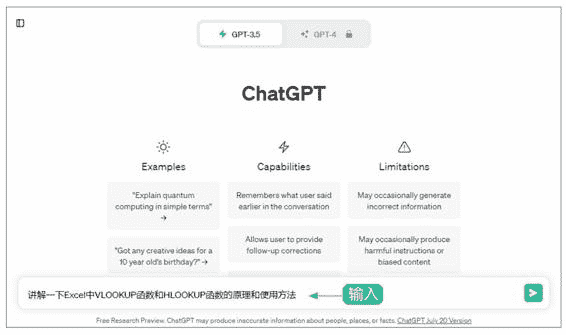 GPT-3.5
GPT-4
ChatGPT
Examples
Capabilities
Limitations
"Explain quantum
computing in simple terms"
→
Remembers what user said
earlier in the conversation
May occasionally generate
incorrect information
"Got any creative ideas for a
10 year old's birthday?" →
Allows user to provide
follow-up corrections
May occasionally produce
harmful instructions or
biased content
讲解一下Excel中VLOOKUP函数和HLOOKUP函数的原理和使用方法
输入
Free Research Preview. ChatGPT may produce inaccurate information about people, places, or facts. ChatGPT July 20 Version